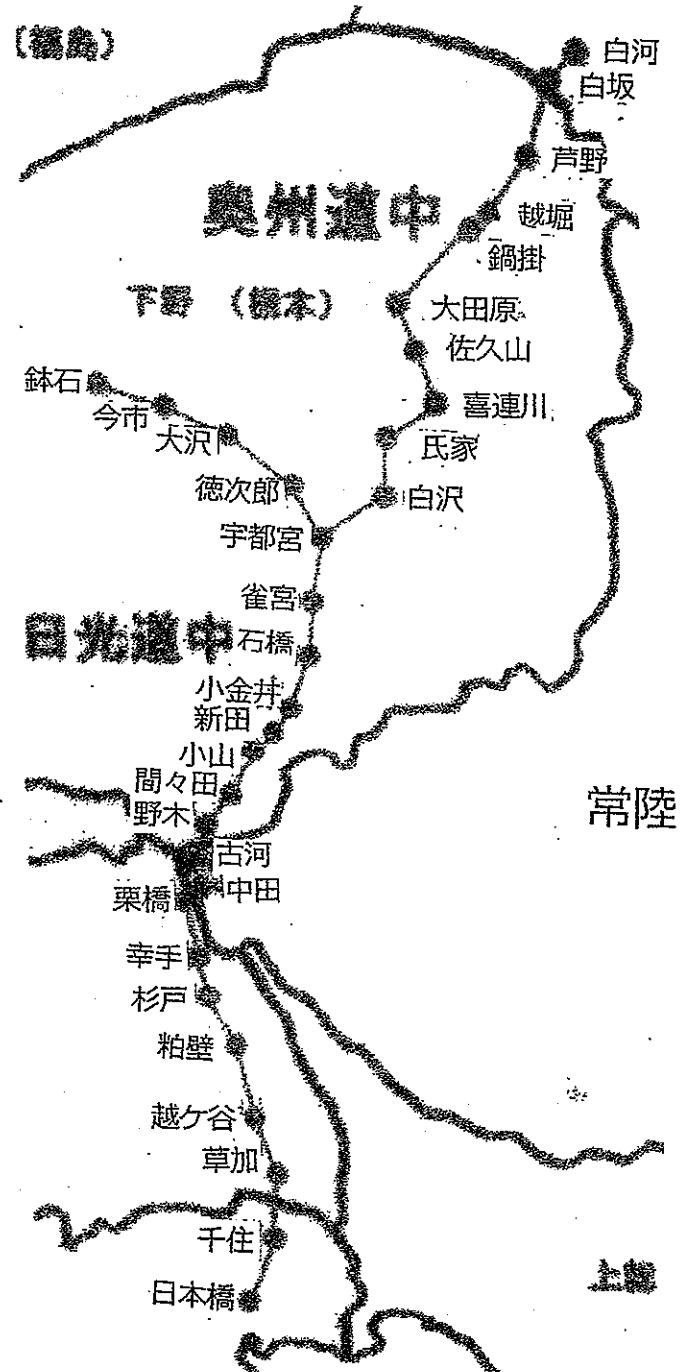 (福島)
白河
白坂
芦野
奥州道中
越堀
鍋掛
下野 (栃木)
大田原
佐久山
鉢石
今市
喜連川
大沢
氏家
徳次郎
白沢
宇都宮
雀宮
日光道中
石橋
小金井
新田
小山
間々田
野木
常陸
古河
中田
栗橋
幸手
杉戸
粕壁
越ケ谷
草加
千住
上総
日本橋